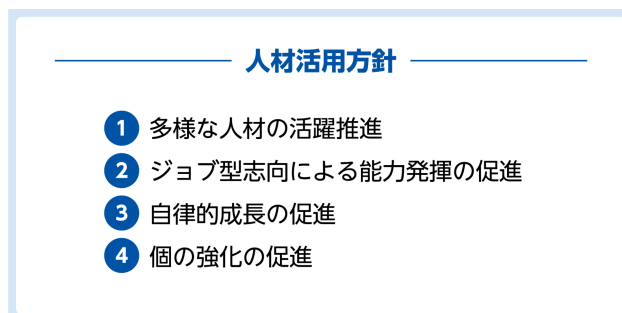 人材活用方針
1 多様な人材の活躍推進
2 ジョブ型志向による能力発揮の促進
3 自律的成長の促進
4 個の強化の促進